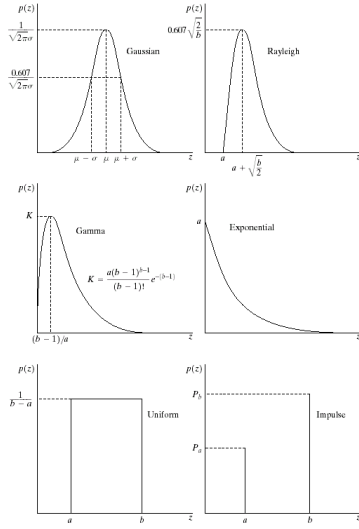 p(z)
1/√2πσ
0.607/√2πσ
Gaussian
μ − σ μ μ + σ z
p(z)
0.607√2/b
Rayleigh
a z
a + √b/2
p(z)
K
Gamma
K = a(b − 1)^b−1/(b − 1)! e^−(b−1)
(b − 1)/a z
p(z)
a
Exponential
z
p(z)
1/b − a
Uniform
a b z
p(z)
P_b
Impulse
P_a
a b z